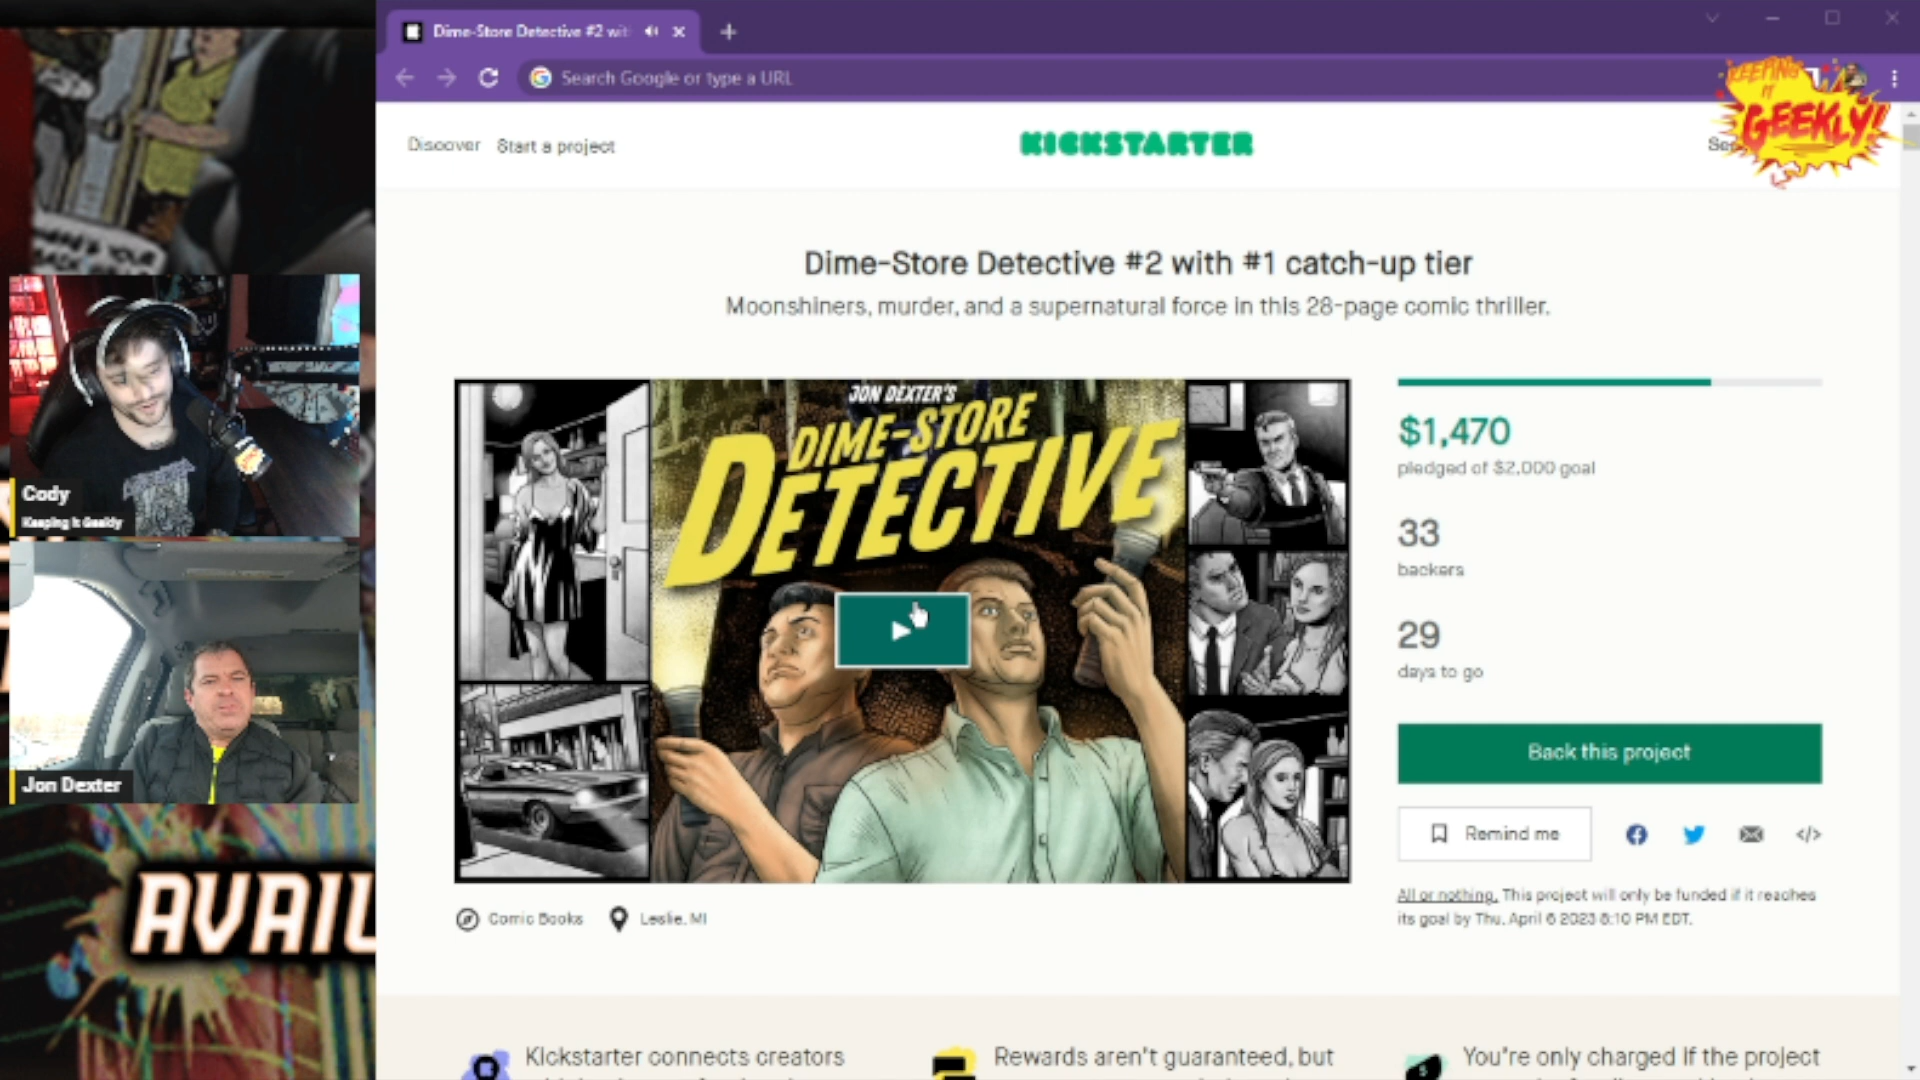 Dime-Store Detective #2 wit
Search Google or type a URL
KEEPING
IT
GEEKLY!
Discover Start a project
KICKSTARTER
Se
Dime-Store Detective #2 with #1 catch-up tier
Moonshiners, murder, and a supernatural force in this 28-page comic thriller.
JON DEXTER'S
DIME-STORE
DETECTIVE
$1,470
pledged of $2,000 goal
33
backers
29
days to go
Back this project
Remind me
All or nothing. This project will only be funded if it reaches
its goal by Thu, April 6 2023 8:10 PM EDT.
Comic Books Leslie, MI
Cody
Keeping It Geekly
Jon Dexter
AVAIL
Kickstarter connects creators
Rewards aren't guaranteed, but
You're only charged if the project